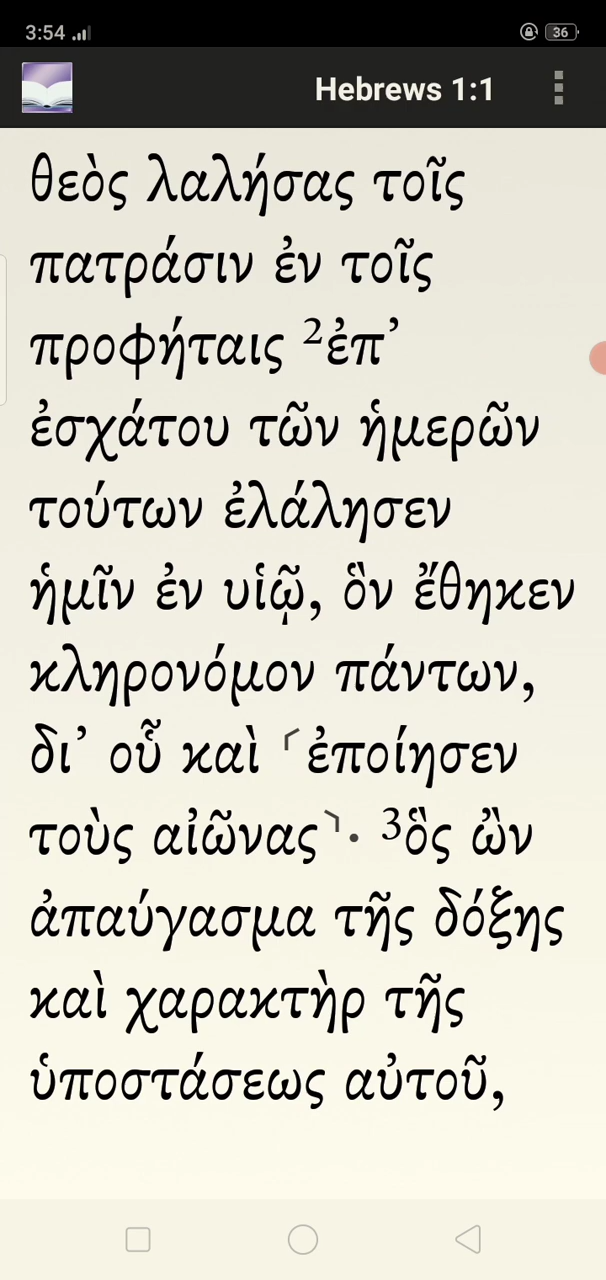 3:54
36
Hebrews 1:1
θεὸς λαλήσας τοῖς
πατράσιν ἐν τοῖς
προφήταις ²ἐπ’
ἐσχάτου τῶν ἡμερῶν
τούτων ἐλάλησεν
ἡμῖν ἐν υἱῷ, ὃν ἔθηκεν
κληρονόμον πάντων,
δι’ οὗ καὶ ⸂ἐποίησεν
τοὺς αἰῶνας⸃· ³ὃς ὢν
ἀπαύγασμα τῆς δόξης
καὶ χαρακτὴρ τῆς
ὑποστάσεως αὐτοῦ,